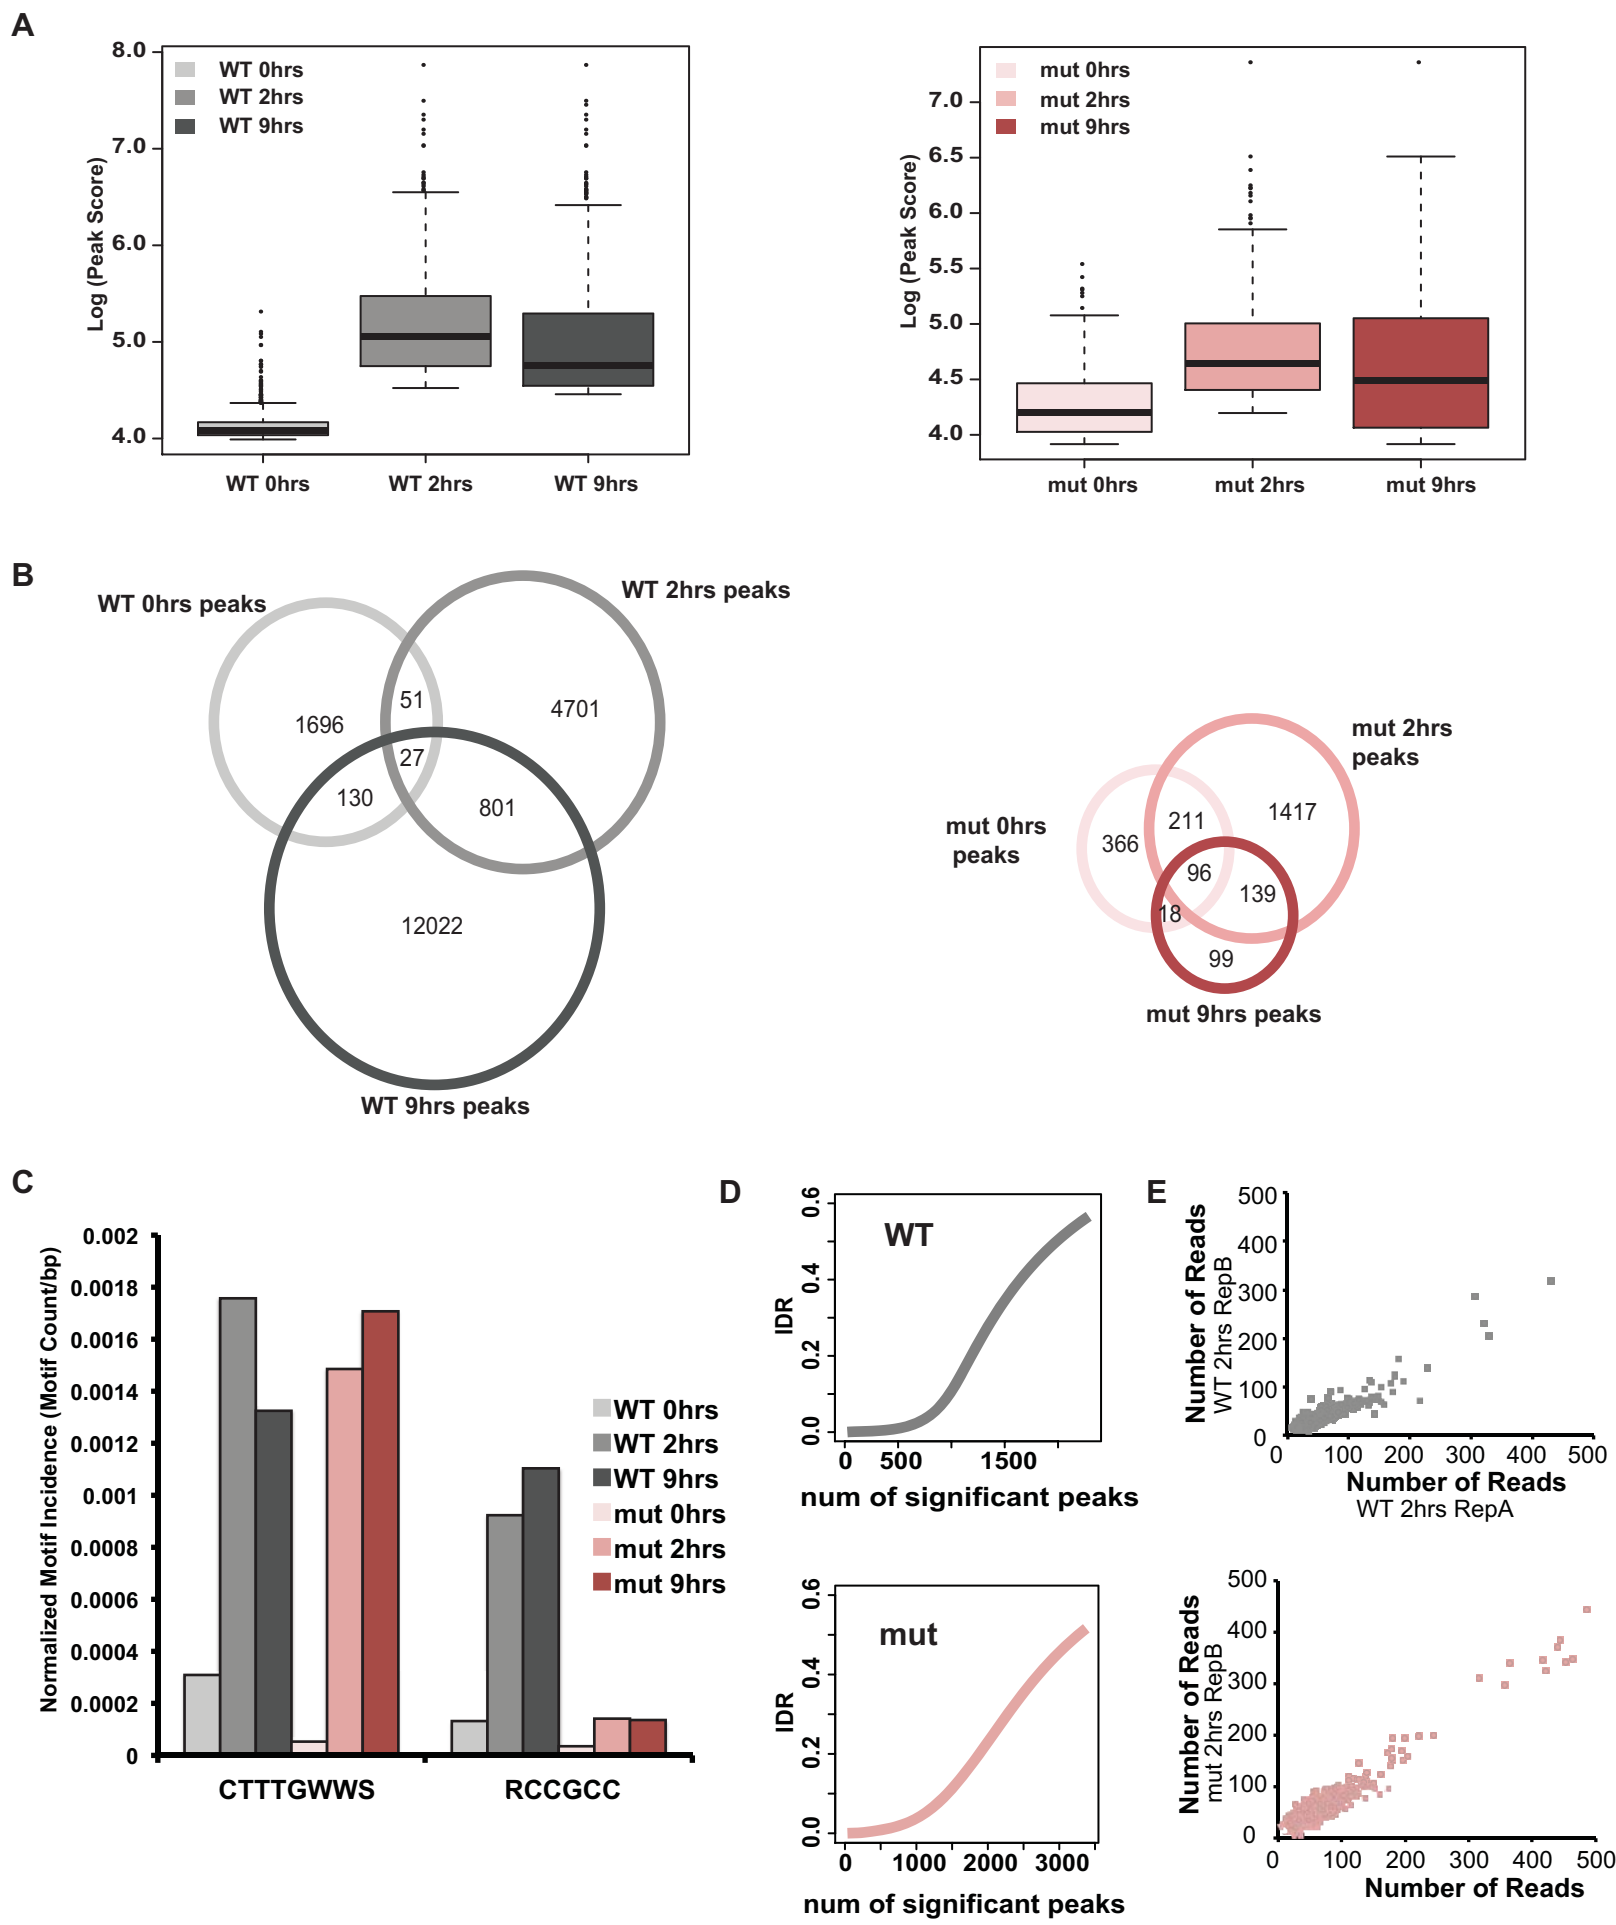 A
8.0
7.0
6.0
5.0
4.0
Log (Peak Score)
WT 0hrs
WT 2hrs
WT 9hrs
WT 0hrs
WT 2hrs
WT 9hrs
7.0
6.5
6.0
5.5
5.0
4.5
4.0
Log (Peak Score)
mut 0hrs
mut 2hrs
mut 9hrs
mut 0hrs
mut 2hrs
mut 9hrs
B
WT 0hrs peaks
WT 2hrs peaks
51
4701
1696
27
130
801
12022
WT 9hrs peaks
mut 2hrs
peaks
mut 0hrs
peaks
211
1417
366
96
139
18
99
mut 9hrs peaks
C
Normalized Motif Incidence (Motif Count/bp)
0.002
0.0018
0.0016
0.0014
0.0012
0.001
0.0008
0.0006
0.0004
0.0002
0
CTTTGWWS
RCCGCC
WT 0hrs
WT 2hrs
WT 9hrs
mut 0hrs
mut 2hrs
mut 9hrs
D
WT
IDR
0.6
0.4
0.2
0.0
0
500
1500
num of significant peaks
mut
IDR
0.6
0.4
0.2
0.0
0
1000
2000
3000
num of significant peaks
E
Number of Reads
WT 2hrs RepB
500
400
300
200
100
0
0
100
200
300
400
500
Number of Reads
WT 2hrs RepA
Number of Reads
mut 2hrs RepB
500
400
300
200
100
0
0
100
200
300
400
500
Number of Reads